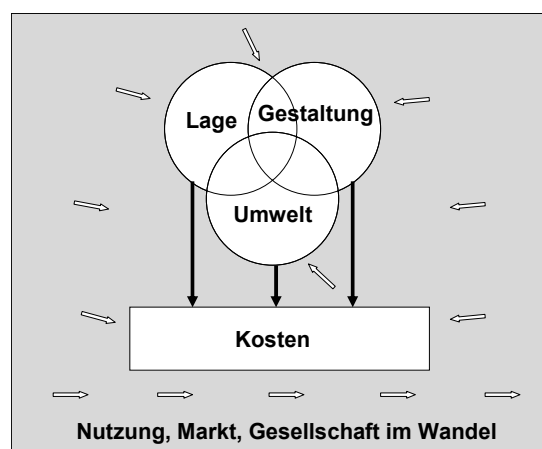 Lage
Gestaltung
Umwelt
Kosten
Nutzung, Markt, Gesellschaft im Wandel